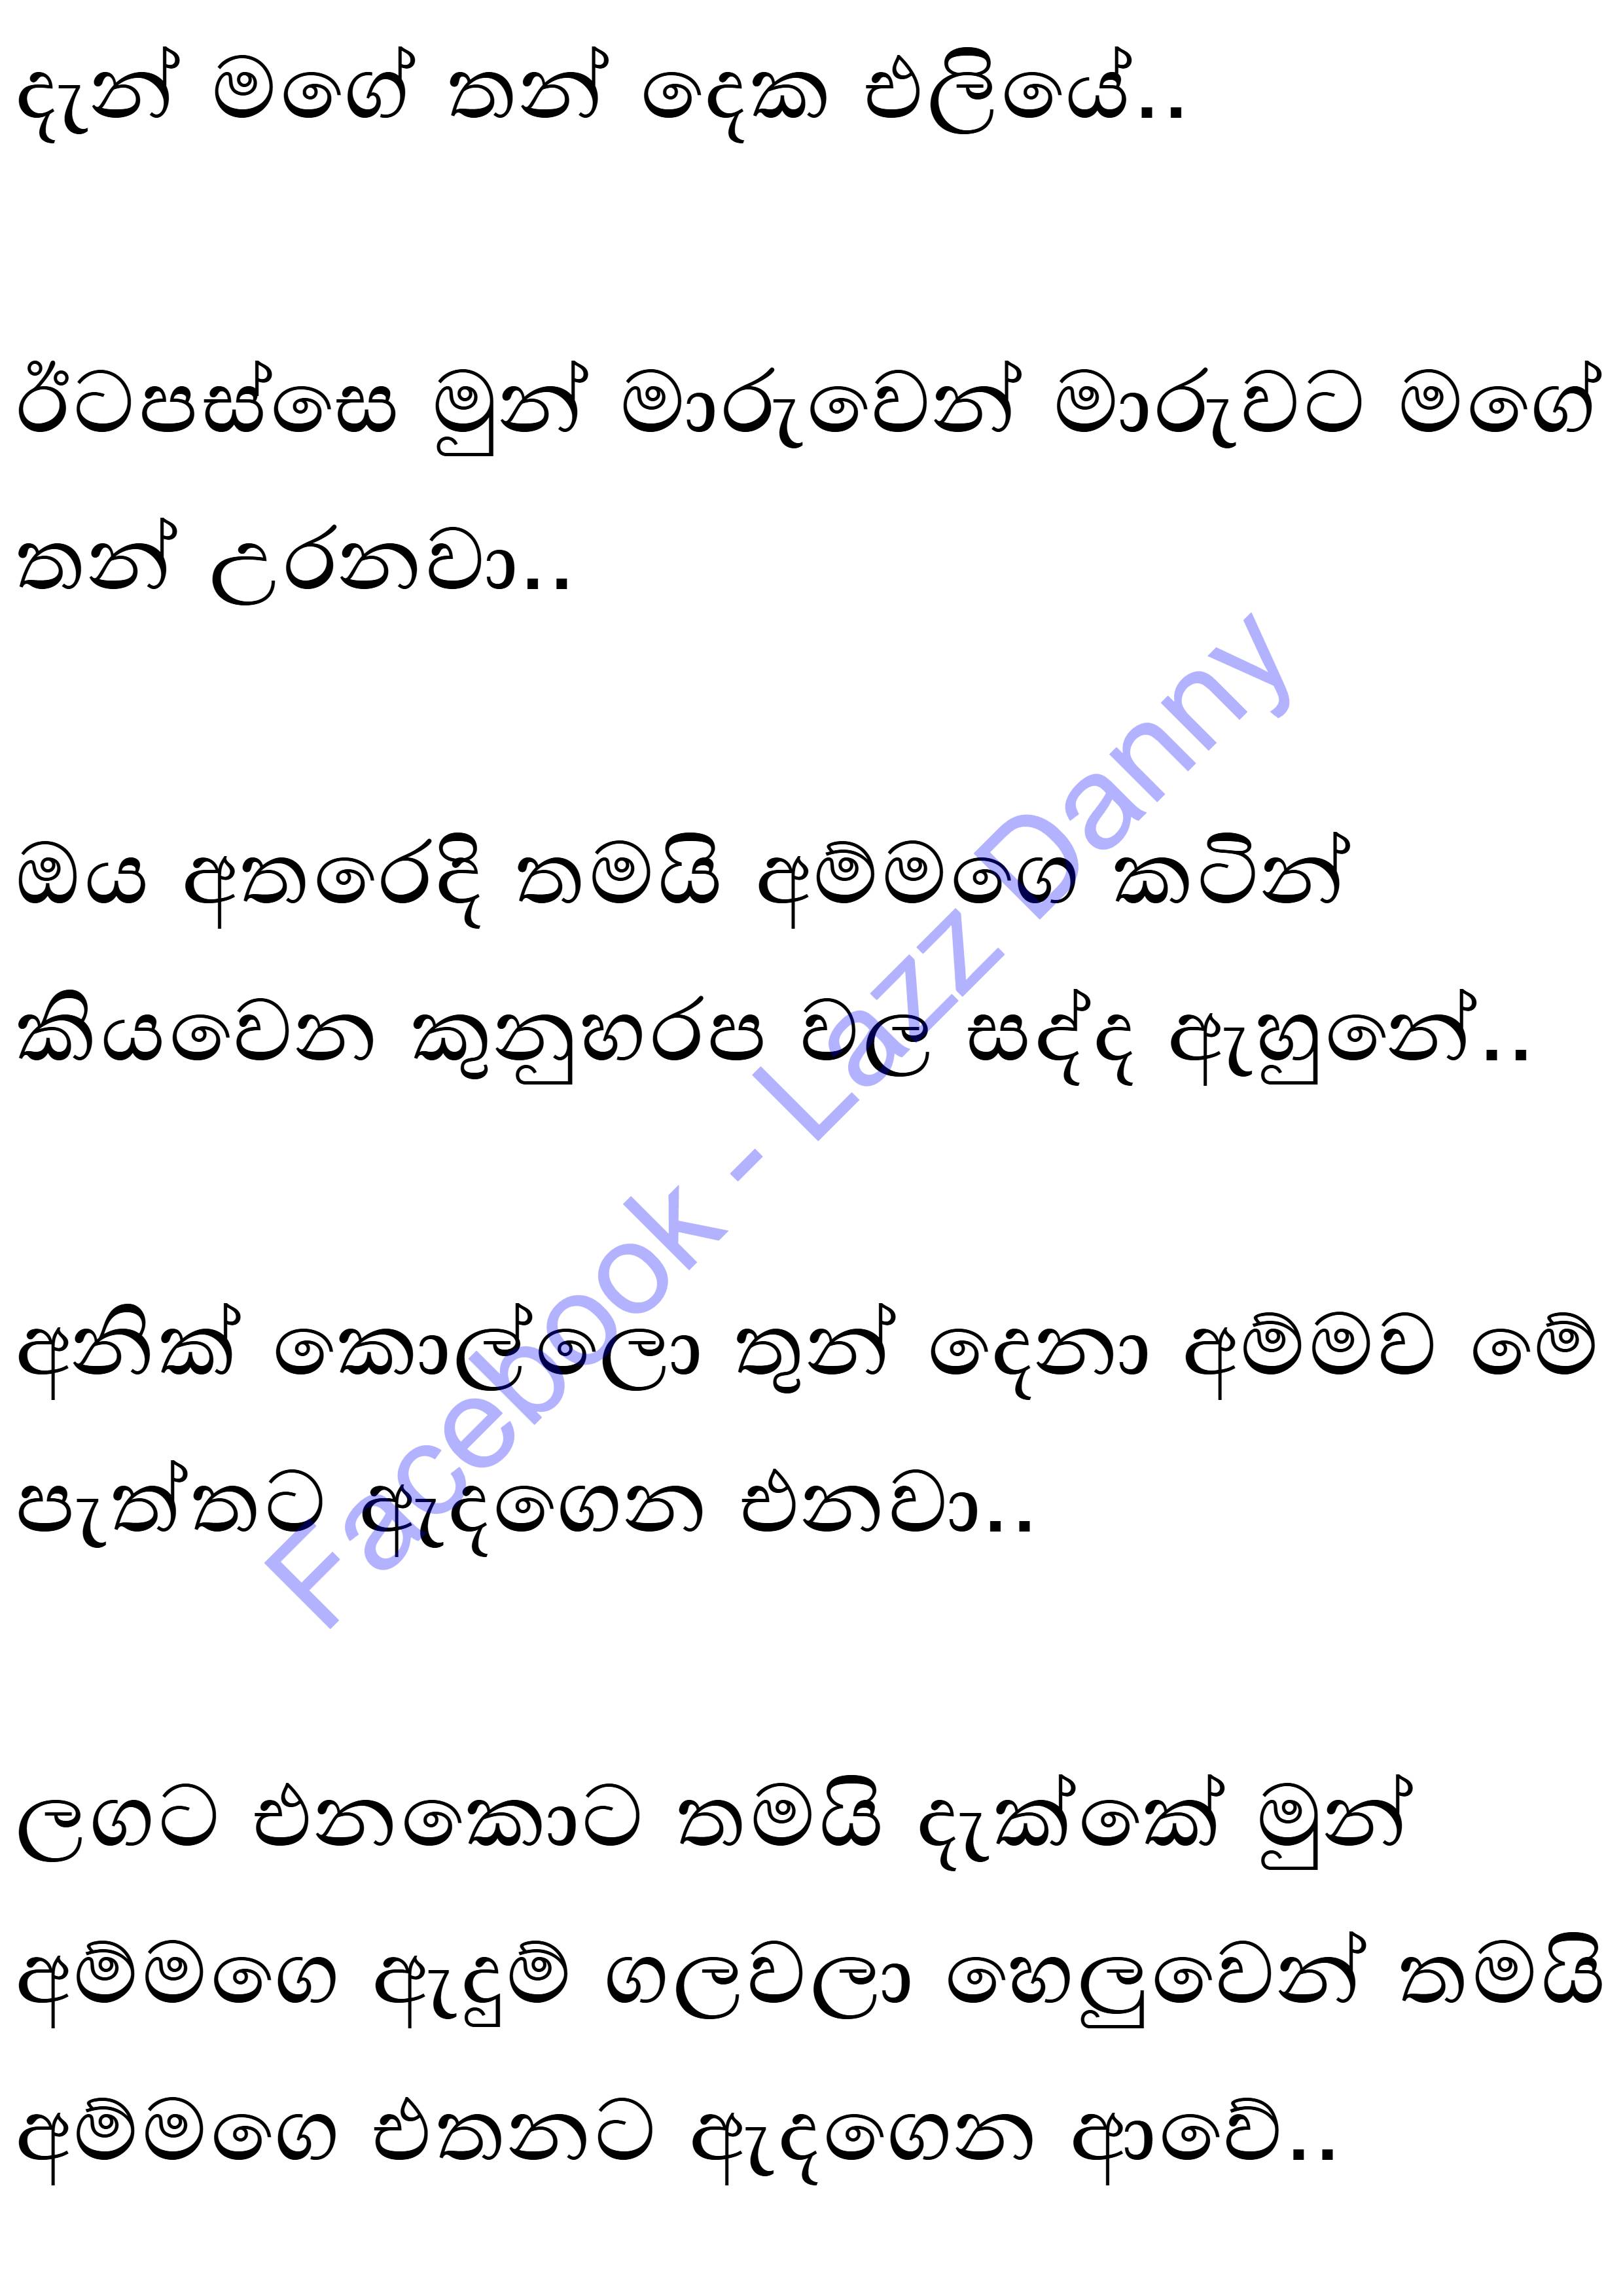 දැන් මගේ තන් දෙක එලියේ..
ඊටපස්සෙ මුන් මාරුවෙන් මාරුවට මගේ
තන් උරනවා..
ඔය අතරෙදි තමයි අම්මගෙ කටින්
කියවෙන කුනුහරප වල සද්ද ඇහුනේ..
අනික් කොල්ලො තුන් දෙනා අම්මව මේ
පැත්තට ඇදගෙන එනවා..
ලගට එනකොට තමයි දැක්කේ මුන්
අම්මගෙ ඇදුම් ගලවලා හෙලුවෙන් තමයි
අම්මගෙ එතනට ඇදගෙන ආවේ..
Facebook - Lazz Danny